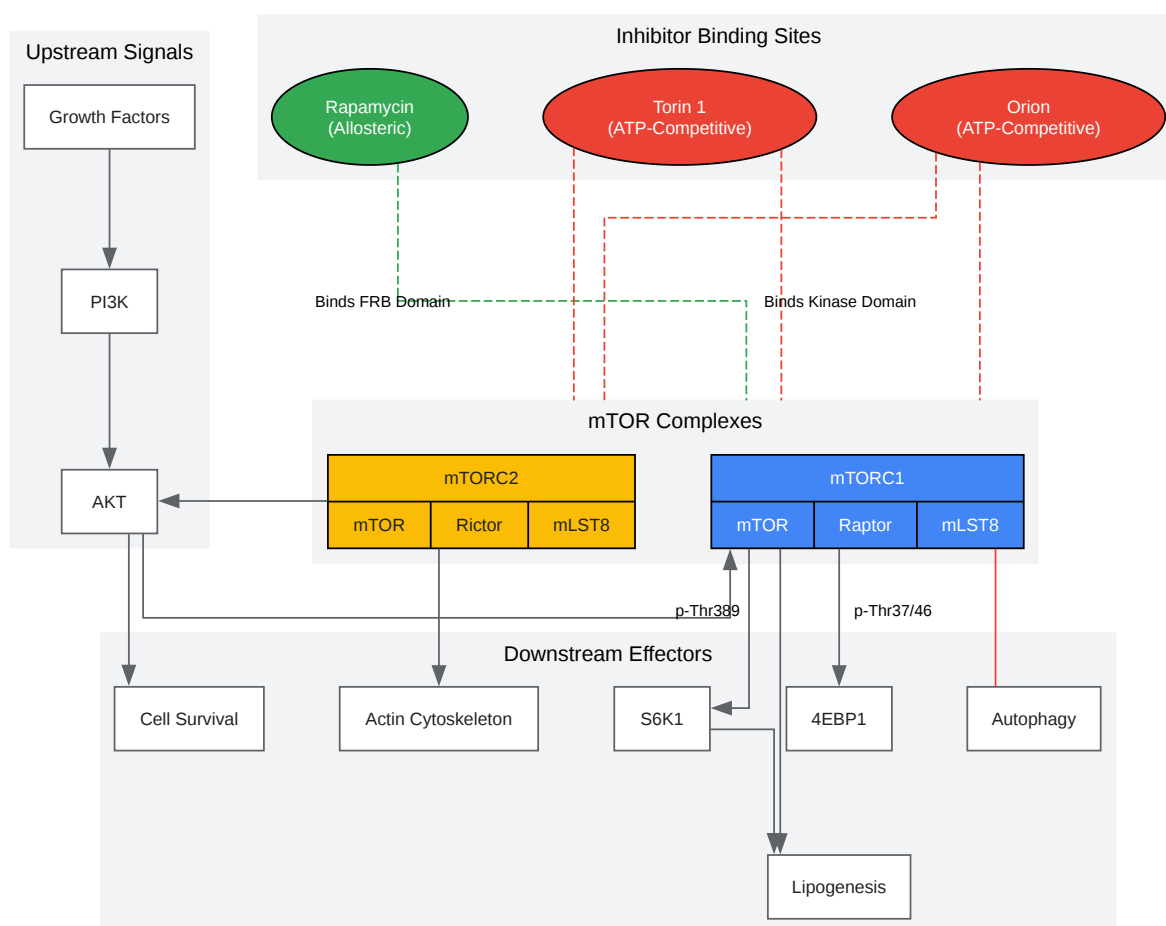 Upstream Signals
Growth Factors
PI3K
AKT
Inhibitor Binding Sites
Rapamycin
(Allosteric)
Torin 1
(ATP-Competitive)
Orion
(ATP-Competitive)
Binds FRB Domain
Binds Kinase Domain
mTOR Complexes
mTORC2
mTOR
Rictor
mLST8
mTORC1
mTOR
Raptor
mLST8
p-Thr389
p-Thr37/46
Downstream Effectors
Cell Survival
Actin Cytoskeleton
S6K1
4EBP1
Autophagy
Lipogenesis